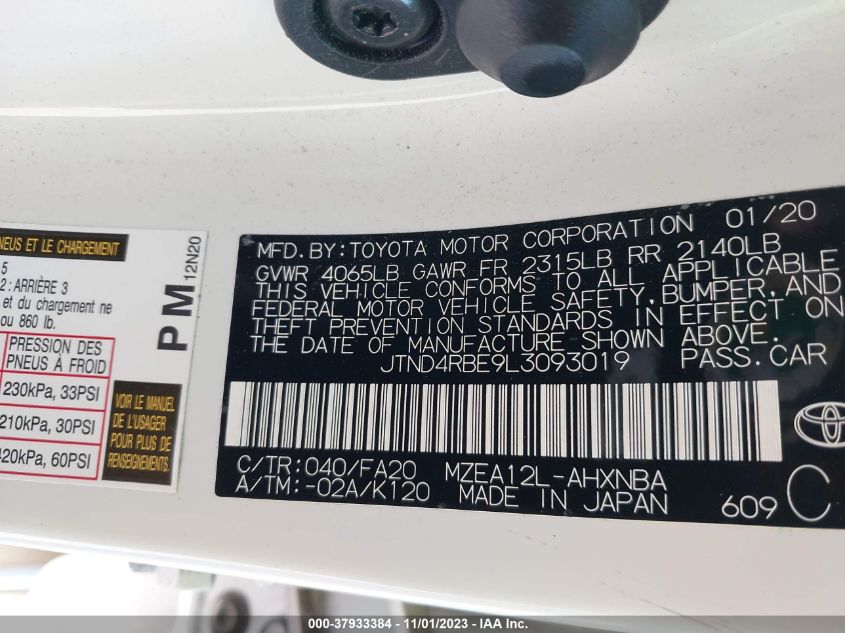 NEUS ET LE CHARGEMENT
5
2: ARRIÈRE 3
et du chargement ne
ou 860 lb.
PRESSION DES
PNEUS À FROID
230kPa, 33PSI
210kPa, 30PSI
420kPa, 60PSI
VOIR LE MANUEL
DE L'USAGER
POUR PLUS DE
RENSEIGNEMENTS.
PM
12N20
MFD. BY: TOYOTA MOTOR CORPORATION 01/20
GVWR 4065LB GAWR FR 2315LB RR 2140LB
THIS VEHICLE CONFORMS TO ALL APPLICABLE
FEDERAL MOTOR VEHICLE SAFETY, BUMPER, AND
THEFT PREVENTION STANDARDS IN EFFECT ON
THE DATE OF MANUFACTURE SHOWN ABOVE.
JTND4RBE9L3093019 PASS. CAR
C/TR: 040/FA20 MZEA12L-AHXNBA
A/TM: -02A/K120 MADE IN JAPAN
609 C
000-37933384 - 11/01/2023 - IAA Inc.